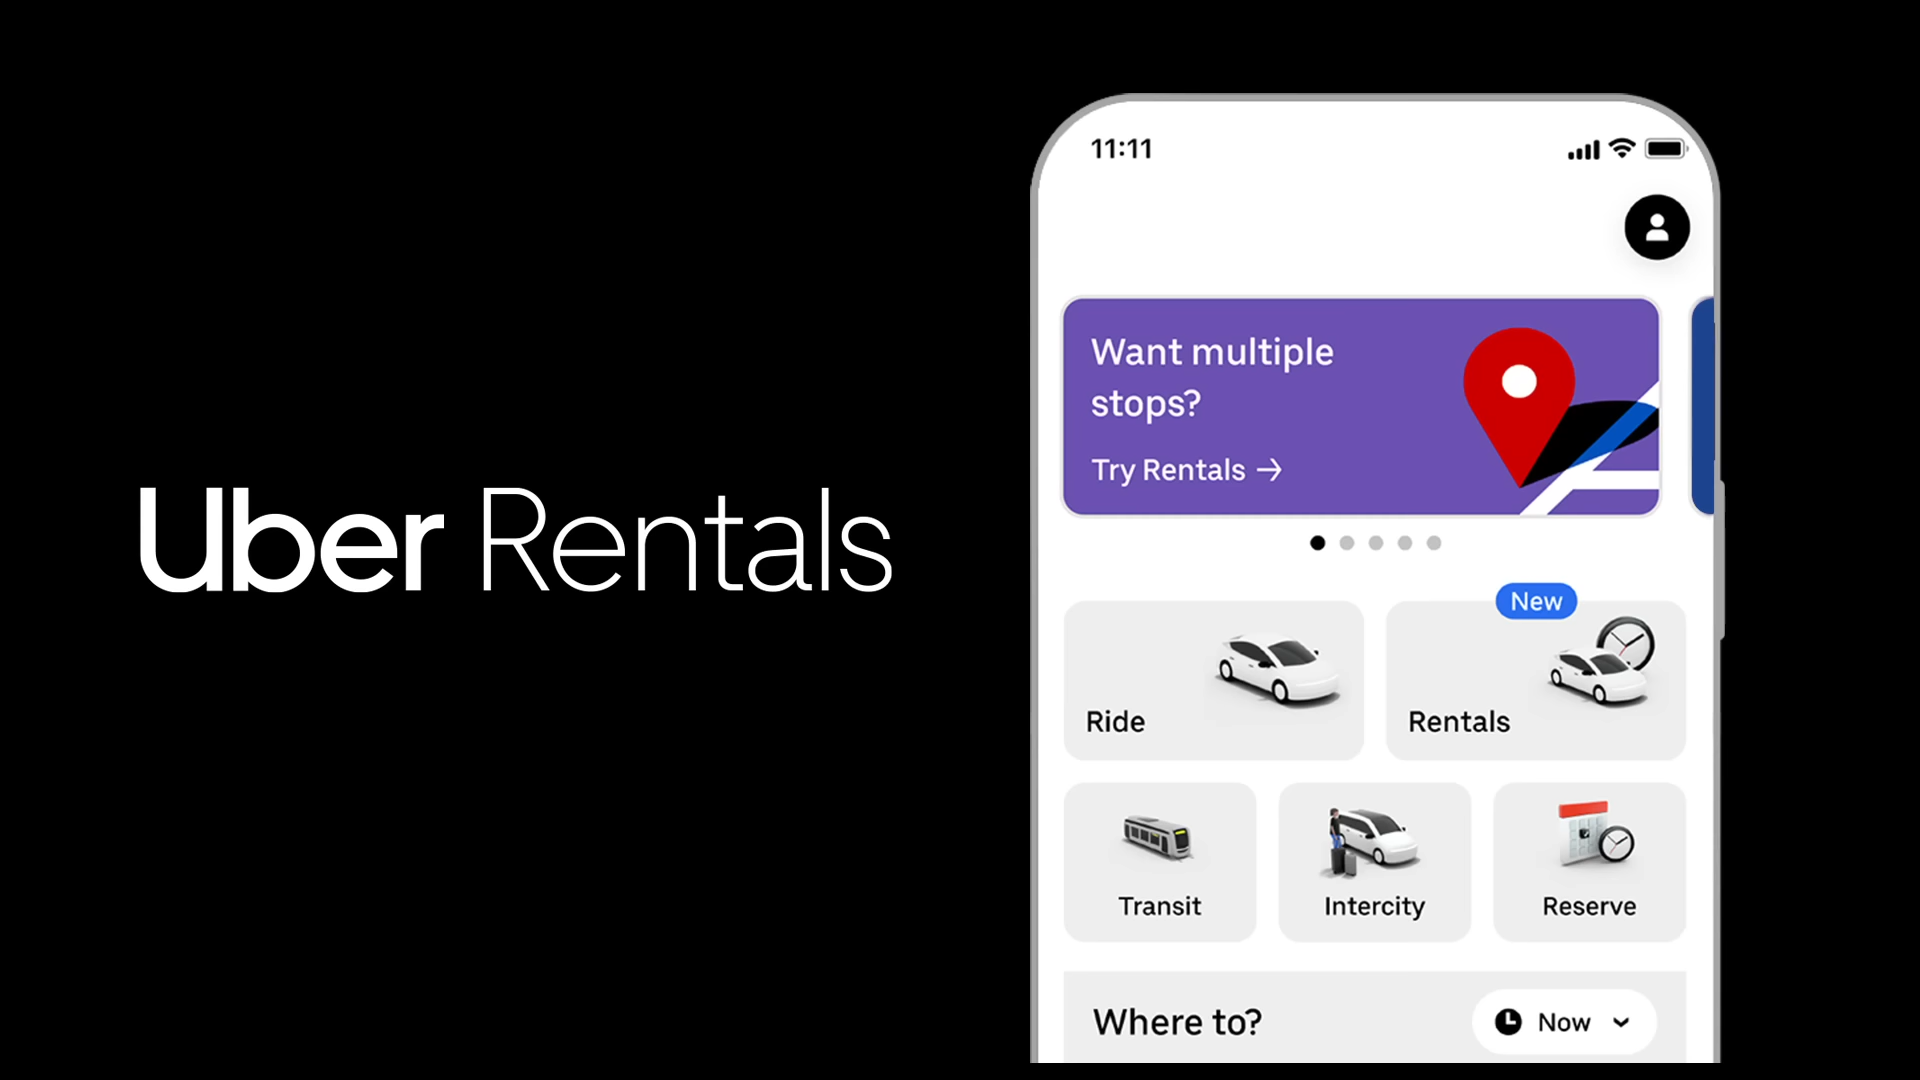 Uber Rentals
11:11
Want multiple
stops?
Try Rentals →
New
Ride
Rentals
Transit
Intercity
Reserve
Where to?
Now